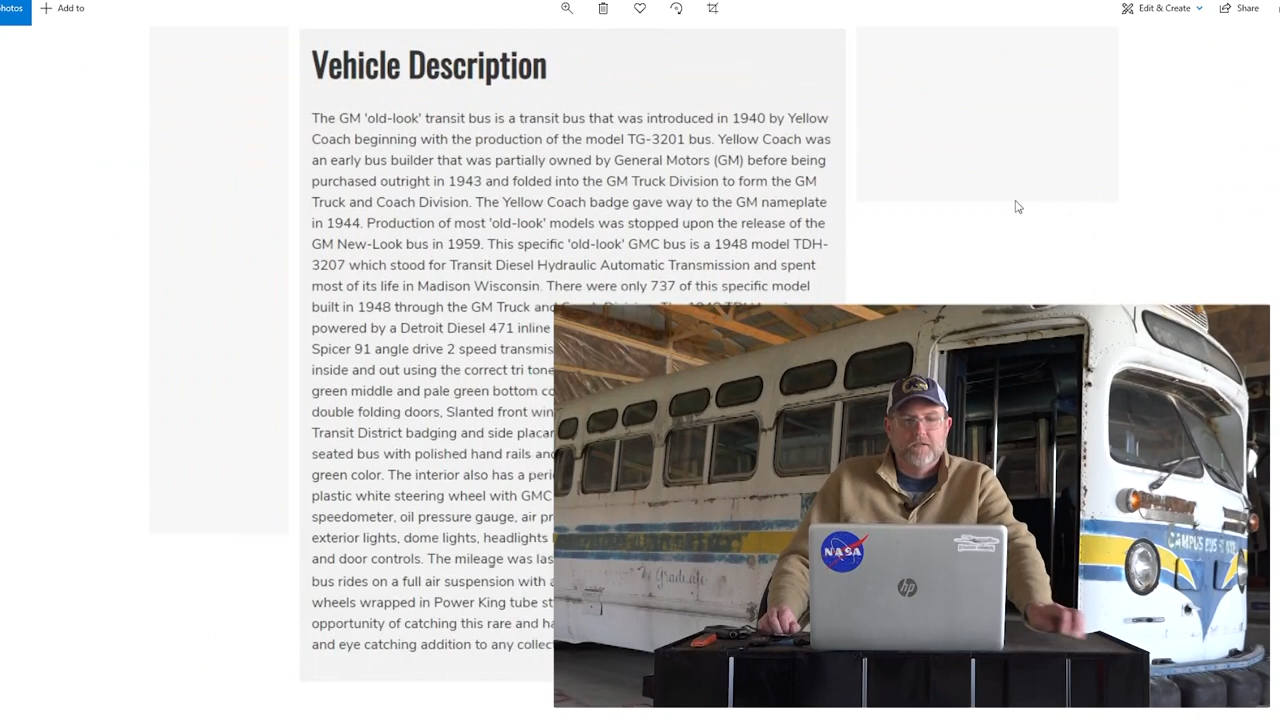 photos
Add to
Edit & Create
Share
Vehicle Description
The GM 'old-look' transit bus is a transit bus that was introduced in 1940 by Yellow
Coach beginning with the production of the model TG-3201 bus. Yellow Coach was
an early bus builder that was partially owned by General Motors (GM) before being
purchased outright in 1943 and folded into the GM Truck Division to form the GM
Truck and Coach Division. The Yellow Coach badge gave way to the GM nameplate
in 1944. Production of most 'old-look' models was stopped upon the release of the
GM New-Look bus in 1959. This specific 'old-look' GMC bus is a 1948 model TDH-
3207 which stood for Transit Diesel Hydraulic Automatic Transmission and spent
most of its life in Madison Wisconsin. There were only 737 of this specific model
built in 1948 through the GM Truck and
powered by a Detroit Diesel 471 inline
Spicer 91 angle drive 2 speed transmis
inside and out using the correct tri tone
green middle and pale green bottom co
double folding doors, Slanted front win
Transit District badging and side placar
seated bus with polished hand rails and
green color. The interior also has a peri
plastic white steering wheel with GMC
speedometer, oil pressure gauge, air pr
exterior lights, dome lights, headlights
and door controls. The mileage was las
bus rides on a full air suspension with a
wheels wrapped in Power King tube st
opportunity of catching this rare and ha
and eye catching addition to any collec
The Graduate
CAMPUS BUS
NASA
hp